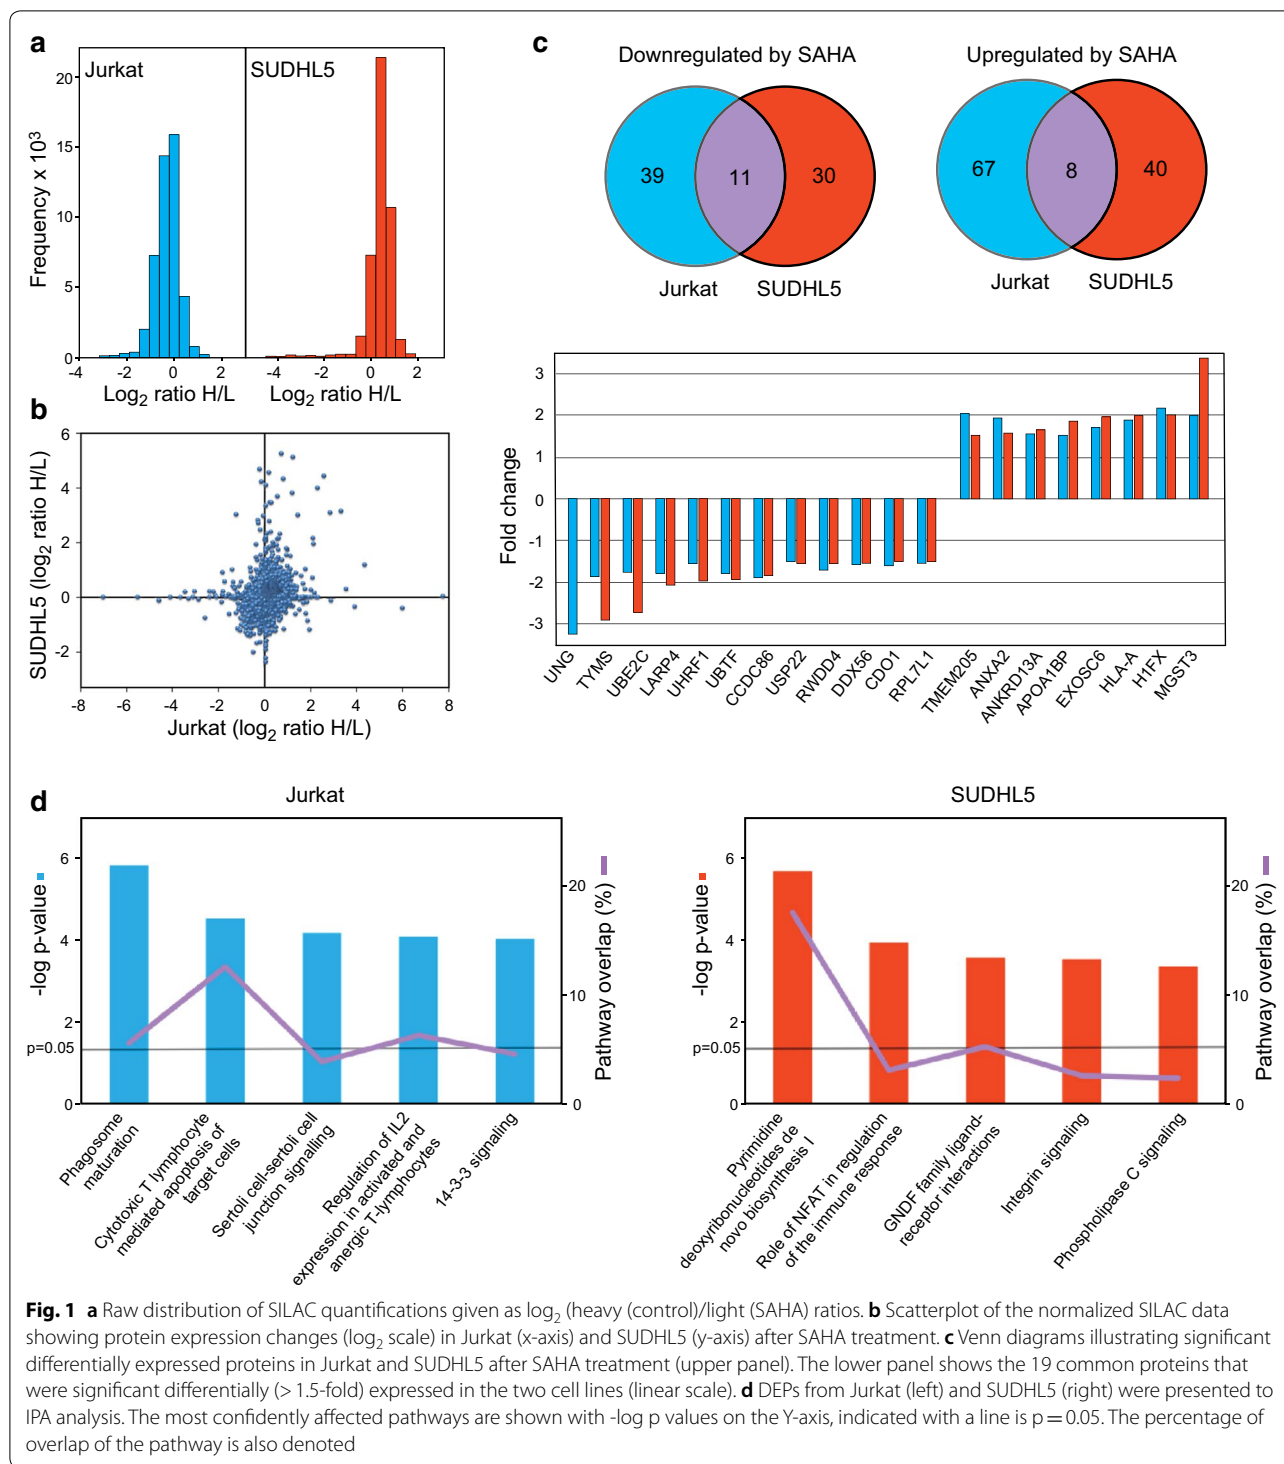 a
Jurkat
SUDHL5
Frequency x 10³
20
15
10
5
0
-4 -2 0 2
-4 -2 0 2
Log₂ ratio H/L
Log₂ ratio H/L
b
SUDHL5 (log₂ ratio H/L)
6
4
2
0
-2
-8 -6 -4 -2 0 2 4 6 8
Jurkat (log₂ ratio H/L)
c
Downregulated by SAHA
39 11 30
Jurkat SUDHL5
Upregulated by SAHA
67 8 40
Jurkat SUDHL5
Fold change
3
2
1
0
-1
-2
-3
UNG
TYMS
UBE2C
LARP4
UHRF1
UBTF
CCDC86
USP22
RWDD4
DDX56
CDO1
RPL7L1
TMEM205
ANXA2
ANKRD13A
APOA1BP
EXOSC6
HLA-A
H1FX
MGST3
d
Jurkat
-log p-value
6
4
2
p=0.05
0
Pathway overlap (%)
20
10
0
Phagosome
maturation
Cytotoxic T lymphocyte
mediated apoptosis of
target cells
Sertoli cell-sertoli cell
junction signalling
Regulation of IL2
expression in activated and
anergic T-lymphocytes
14-3-3 signaling
SUDHL5
-log p-value
6
4
2
p=0.05
0
Pathway overlap (%)
20
10
0
Pyrimidine
deoxyribonucleotides de
novo biosynthesis I
Role of NFAT in regulation
of the immune response
GNDF family ligand-
receptor interactions
Integrin signaling
Phospholipase C signaling
Fig. 1 a Raw distribution of SILAC quantifications given as log₂ (heavy (control)/light (SAHA) ratios. b Scatterplot of the normalized SILAC data
showing protein expression changes (log₂ scale) in Jurkat (x-axis) and SUDHL5 (y-axis) after SAHA treatment. c Venn diagrams illustrating significant
differentially expressed proteins in Jurkat and SUDHL5 after SAHA treatment (upper panel). The lower panel shows the 19 common proteins that
were significant differentially (> 1.5-fold) expressed in the two cell lines (linear scale). d DEPs from Jurkat (left) and SUDHL5 (right) were presented to
IPA analysis. The most confidently affected pathways are shown with -log p values on the Y-axis, indicated with a line is p = 0.05. The percentage of
overlap of the pathway is also denoted